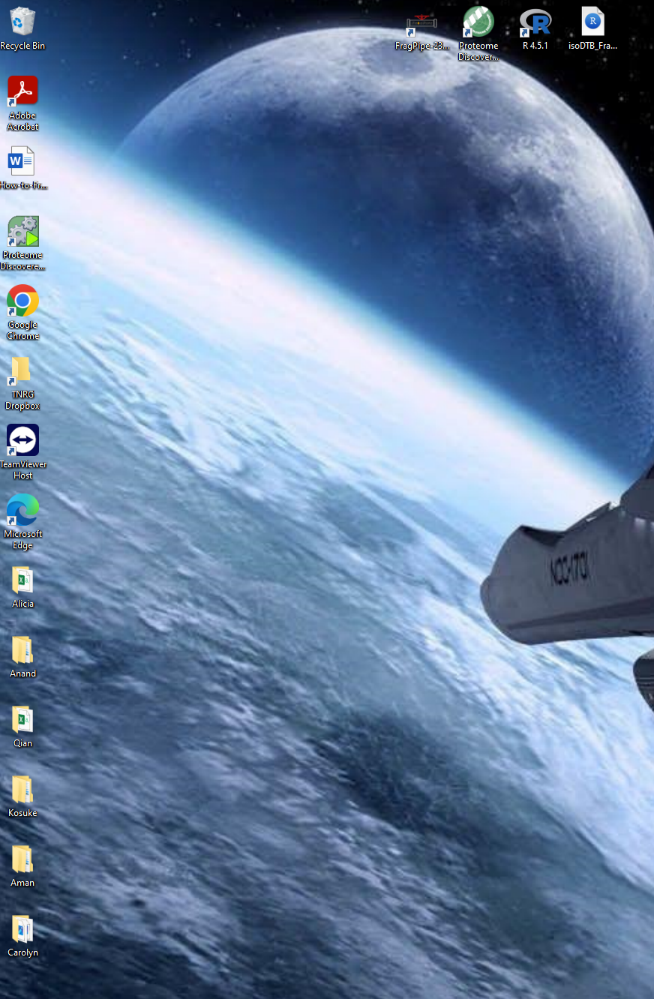 Recycle Bin
FragPipe-23...
Proteome
Discover...
R 4.5.1
isoDTB_Fra...
Adobe
Acrobat
How-to-Fr...
Proteome
Discovere...
Google
Chrome
TNRG
Dropbox
TeamViewer
Host
Microsoft
Edge
NCC-1701
Alicia
Anand
Qian
Kosuke
Aman
Carolyn